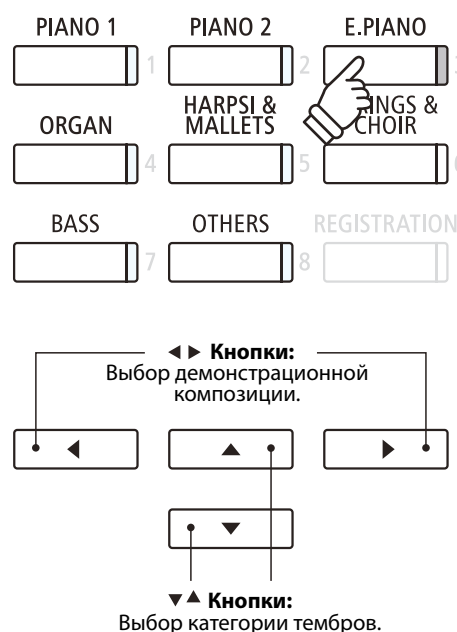 PIANO 1 PIANO 2 E.PIANO
1 2 3
ORGAN HARPSI & MALLETS INGS & CHOIR
4 5
BASS OTHERS REGISTRATION
7 8
◀ ▶ Кнопки:
Выбор демонстрационной
композиции.
◀ ▲ ▶
▼
▼ ▲ Кнопки:
Выбор категории тембров.